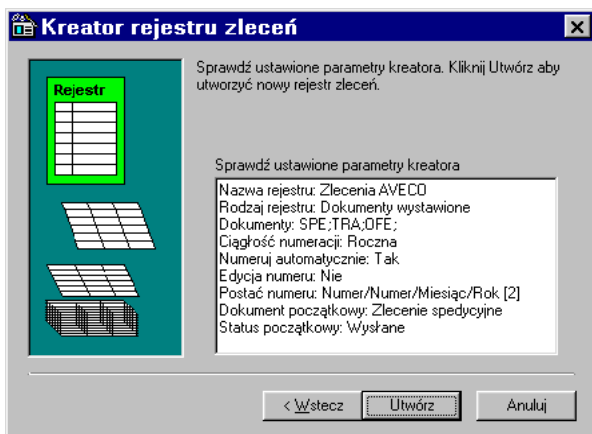 Kreator rejestru zleceń
Sprawdź ustawione parametry kreatora. Kliknij Utwórz aby
utworzyć nowy rejestr zleceń.
Rejestr
Sprawdź ustawione parametry kreatora
Nazwa rejestru: Zlecenia AVECO
Rodzaj rejestru: Dokumenty wystawione
Dokumenty: SPE;TRA;OFE;
Ciągłość numeracji: Roczna
Numeruj automatycznie: Tak
Edycja numeru: Nie
Postać numeru: Numer/Numer/Miesiąc/Rok [2]
Dokument początkowy: Zlecenie spedycyjne
Status początkowy: Wysłane
< Wstecz Utwórz Anuluj